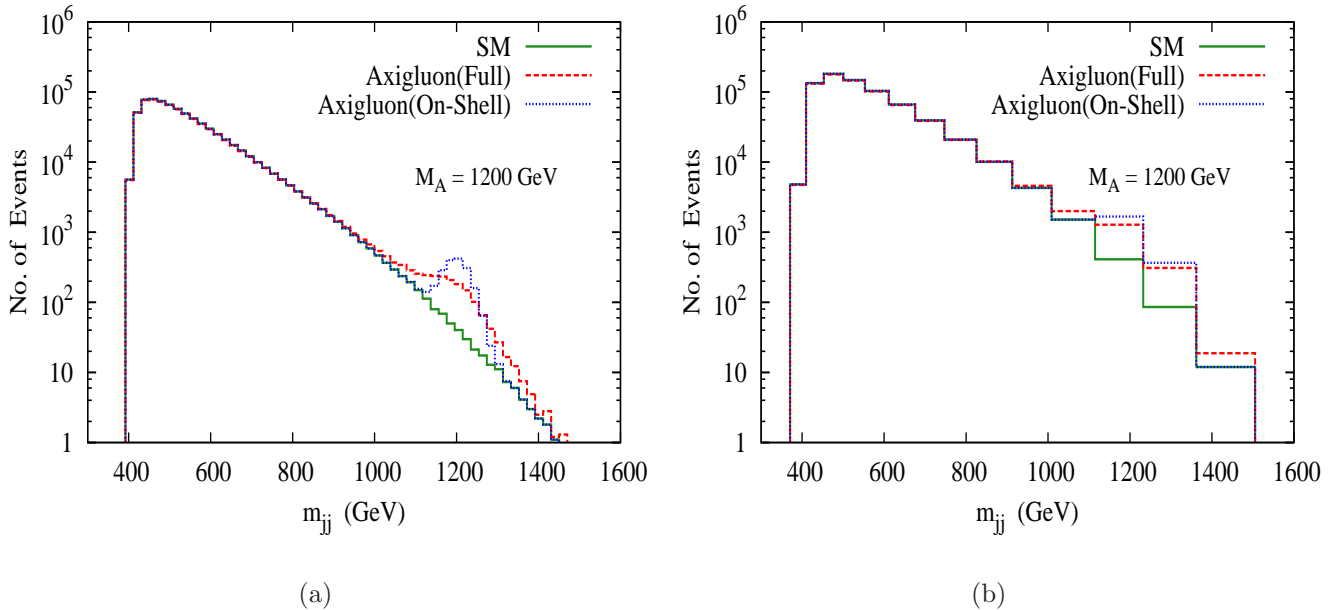 10^6
10^5
10^4
10^3
10^2
10
1
No. of Events
SM
Axigluon(Full)
Axigluon(On-Shell)
M_A = 1200 GeV
400 600 800 1000 1200 1400 1600
m_jj (GeV)
(a)
10^6
10^5
10^4
10^3
10^2
10
1
No. of Events
SM
Axigluon(Full)
Axigluon(On-Shell)
M_A = 1200 GeV
400 600 800 1000 1200 1400 1600
m_jj (GeV)
(b)